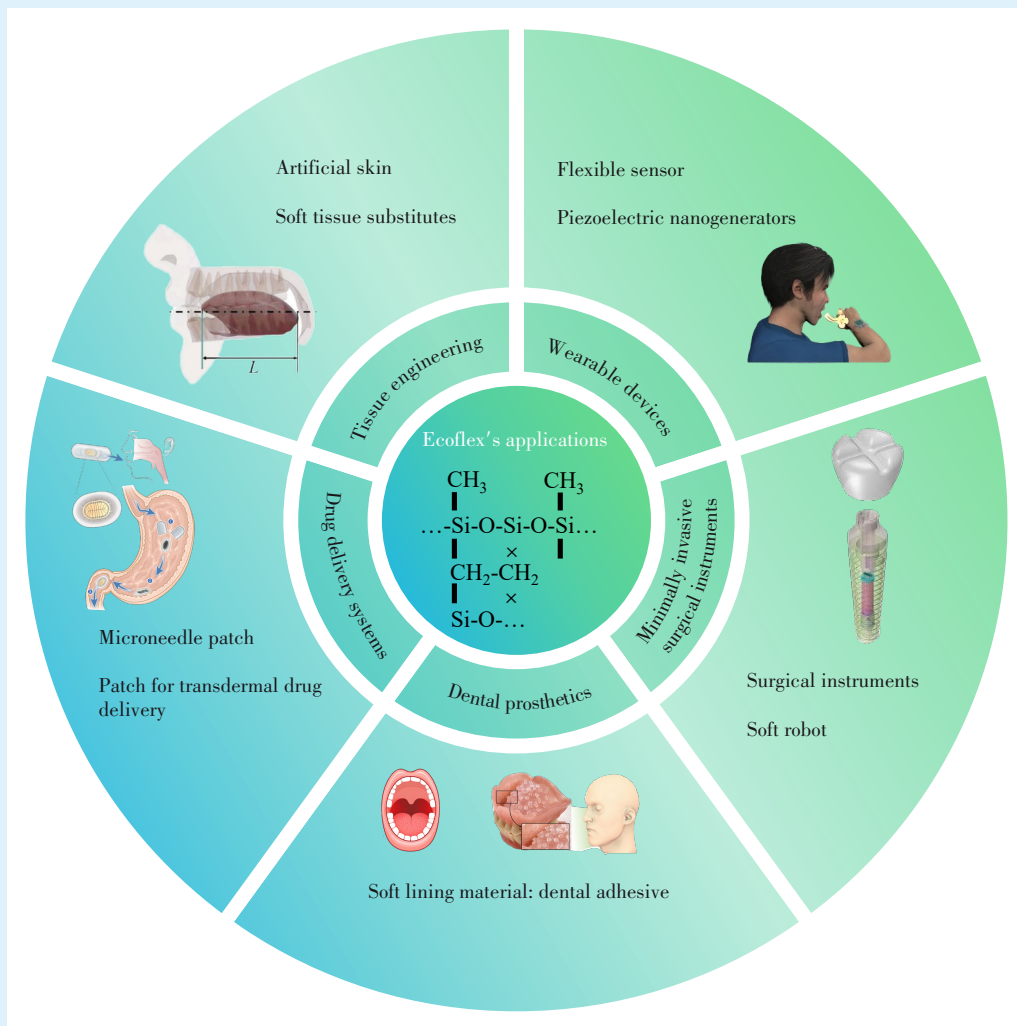 Artificial skin
Soft tissue substitutes
L
Flexible sensor
Piezoelectric nanogenerators
Tissue engineering
Wearable devices
Ecoflex's applications
CH₃ CH₃
…-Si-O-Si-O-Si…
×
CH₂-CH₂
×
Si-O-…
Drug delivery systems
Minimally invasive
surgical instruments
Dental prosthetics
Microneedle patch
Patch for transdermal drug
delivery
Surgical instruments
Soft robot
Soft lining material: dental adhesive